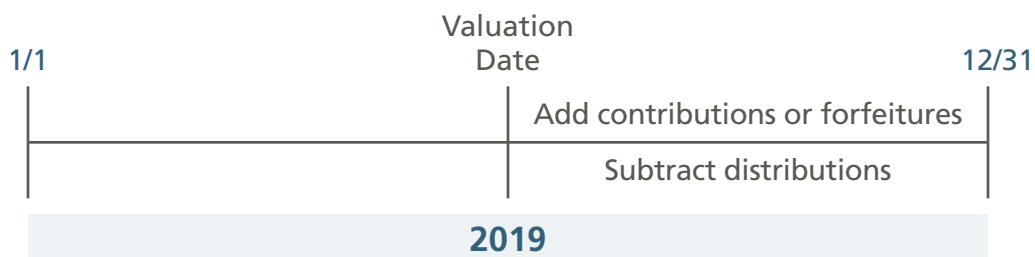 Valuation
Date
1/1
12/31
Add contributions or forfeitures
Subtract distributions
2019